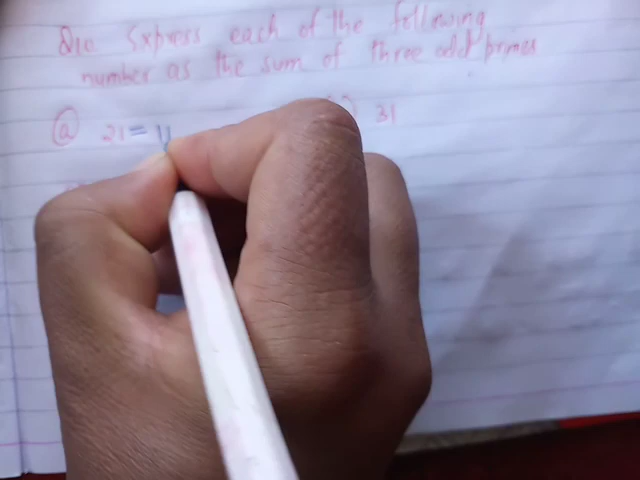 Q10 Express each of the following
number as the sum of three odd primes
(a) 21 = 11
31